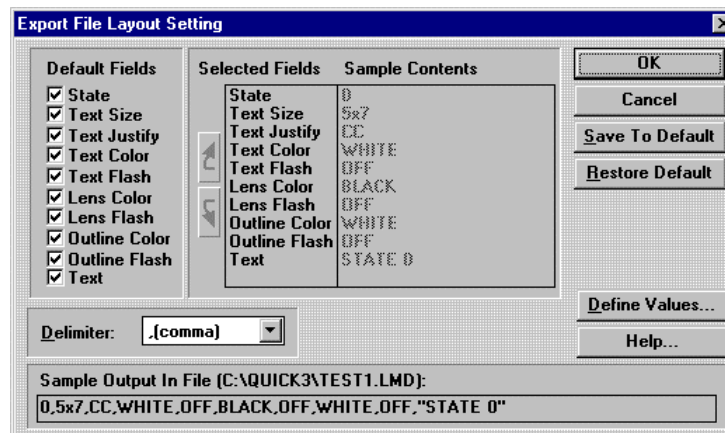 Export File Layout Setting
Default Fields
State
Text Size
Text Justify
Text Color
Text Flash
Lens Color
Lens Flash
Outline Color
Outline Flash
Text
Selected Fields Sample Contents
State 0
Text Size 5x7
Text Justify CC
Text Color WHITE
Text Flash OFF
Lens Color BLACK
Lens Flash OFF
Outline Color WHITE
Outline Flash OFF
Text STATE 0
OK
Cancel
Save To Default
Restore Default
Define Values...
Help...
Delimiter: ,(comma)
Sample Output In File (C:\QUICK3\TEST1.LMD):
0,5x7,CC,WHITE,OFF,BLACK,OFF,WHITE,OFF,"STATE 0"